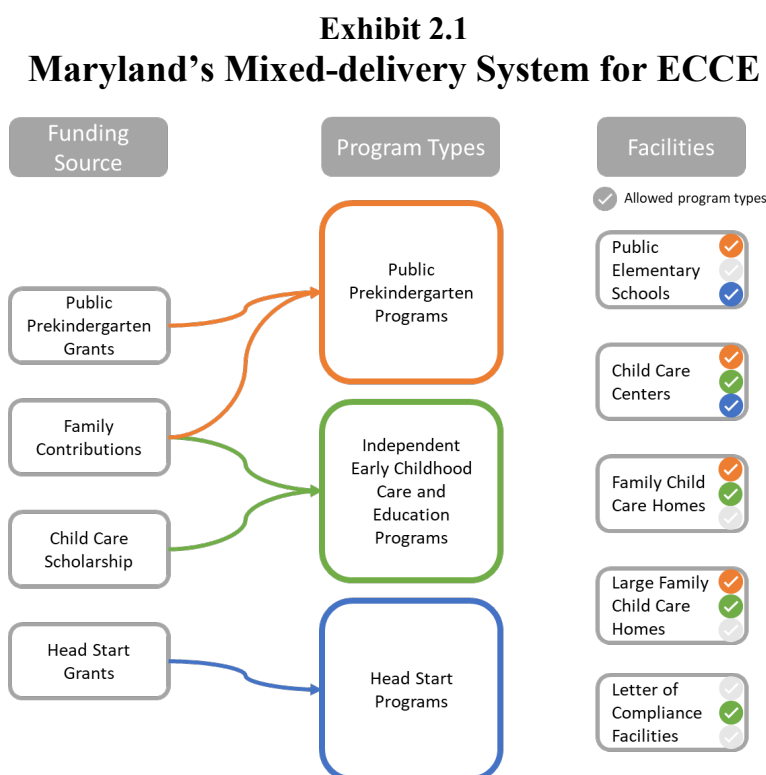 Exhibit 2.1
Maryland's Mixed-delivery System for ECCE
Funding
Source
Program Types
Facilities
Allowed program types
Public
Prekindergarten
Grants
Family
Contributions
Child Care
Scholarship
Head Start
Grants
Public
Prekindergarten
Programs
Independent
Early Childhood
Care and
Education
Programs
Head Start
Programs
Public
Elementary
Schools
Child Care
Centers
Family Child
Care Homes
Large Family
Child Care
Homes
Letter of
Compliance
Facilities